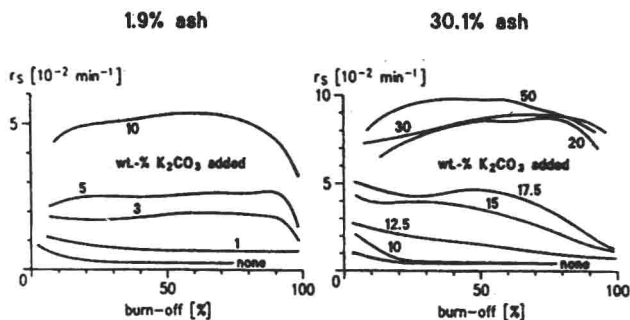 1.9% ash
30.1% ash
rS [10⁻² min⁻¹]
5
0
10
wt.-% K2CO3 added
5
3
1
none
0
50
100
burn-off [%]
rS [10⁻² min⁻¹]
10
5
0
50
30
20
wt.-% K2CO3 added
17.5
15
12.5
10
none
0
50
100
burn-off [%]